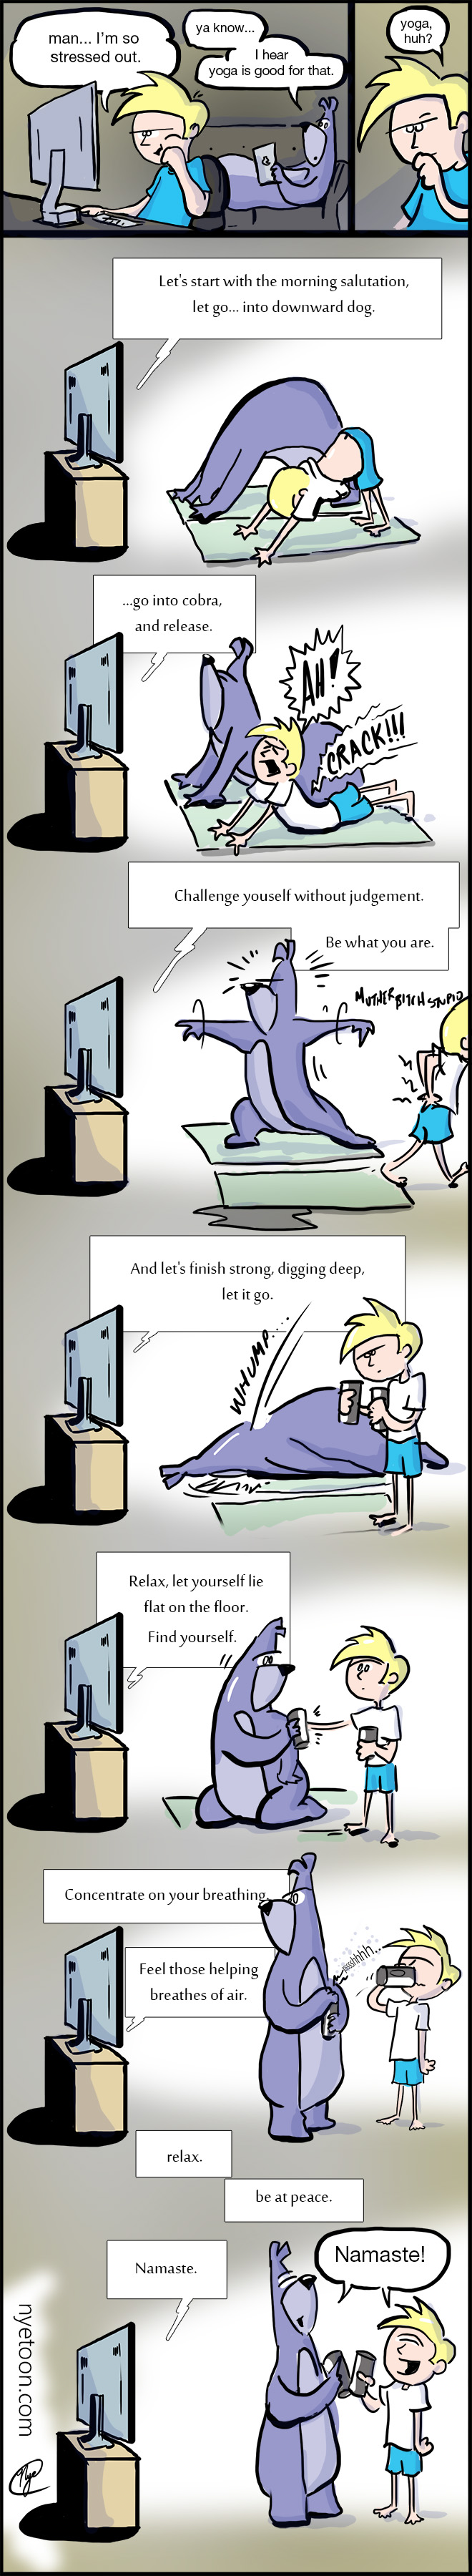 man... I'm so
stressed out.
ya know...
I hear
yoga is good for that.
yoga,
huh?
Let's start with the morning salutation,
let go... into downward dog.
...go into cobra,
and release.
AH!
CRACK!!!
Challenge youself without judgement.
Be what you are.
MUTHER BITCH STUPID
And let's finish strong, digging deep,
let it go.
WHUMP....
Relax, let yourself lie
flat on the floor.
Find yourself.
Concentrate on your breathing.
Feel those helping
breathes of air.
relax.
be at peace.
Namaste.
Namaste!
nyetoon.com
Nye